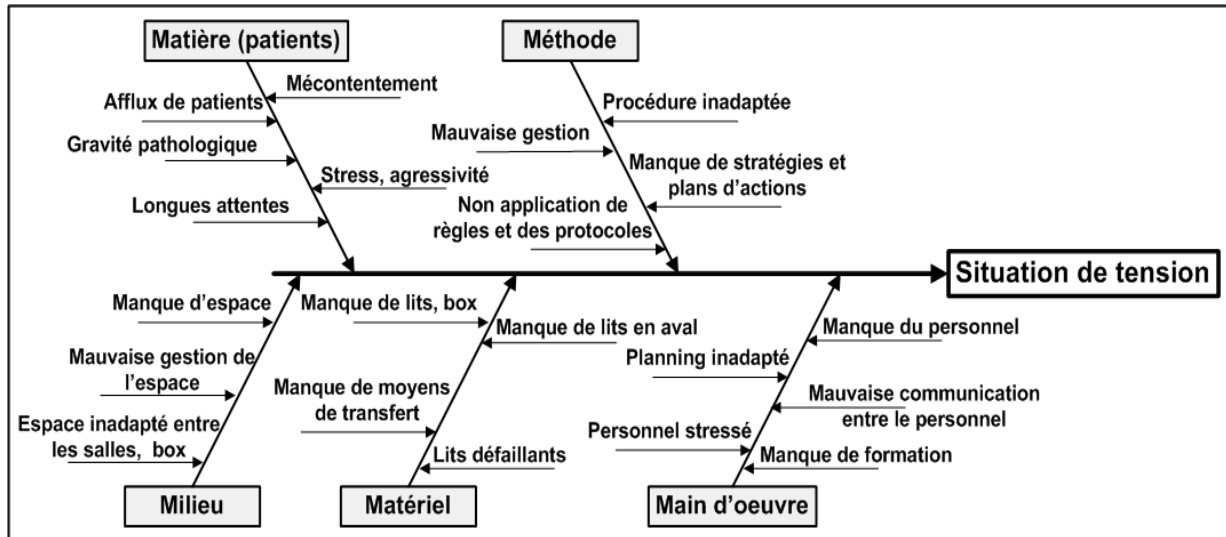 Matière (patients)
Méthode
Mécontentement
Afflux de patients
Gravité pathologique
Stress, agressivité
Longues attentes
Procédure inadaptée
Mauvaise gestion
Manque de stratégies et
plans d'actions
Non application de
règles et des protocoles
Situation de tension
Manque d'espace
Mauvaise gestion de
l'espace
Espace inadapté entre
les salles, box
Manque de lits, box
Manque de lits en aval
Manque de moyens
de transfert
Lits défaillants
Manque du personnel
Planning inadapté
Mauvaise communication
entre le personnel
Personnel stressé
Manque de formation
Milieu
Matériel
Main d'oeuvre